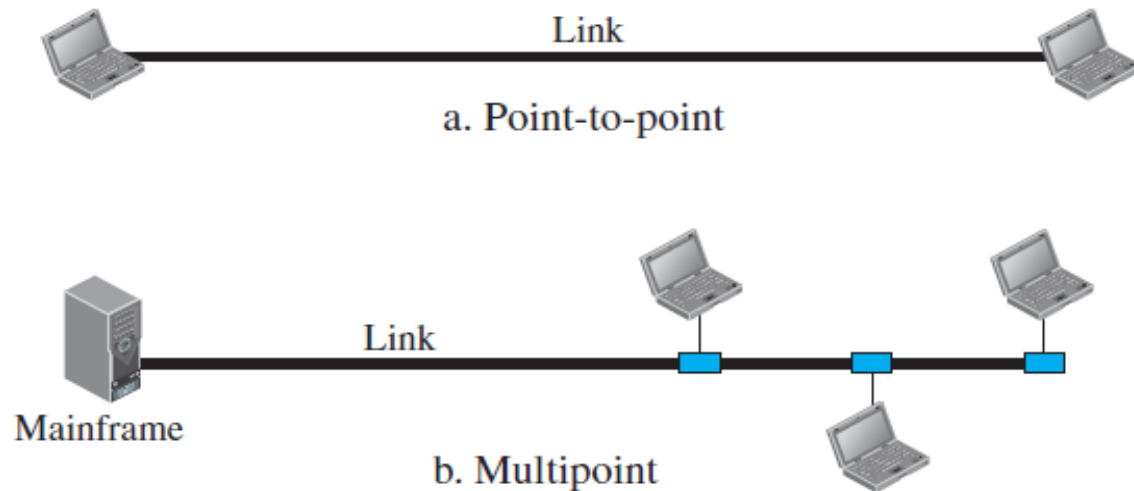 Link
a. Point-to-point
Link
Mainframe
b. Multipoint